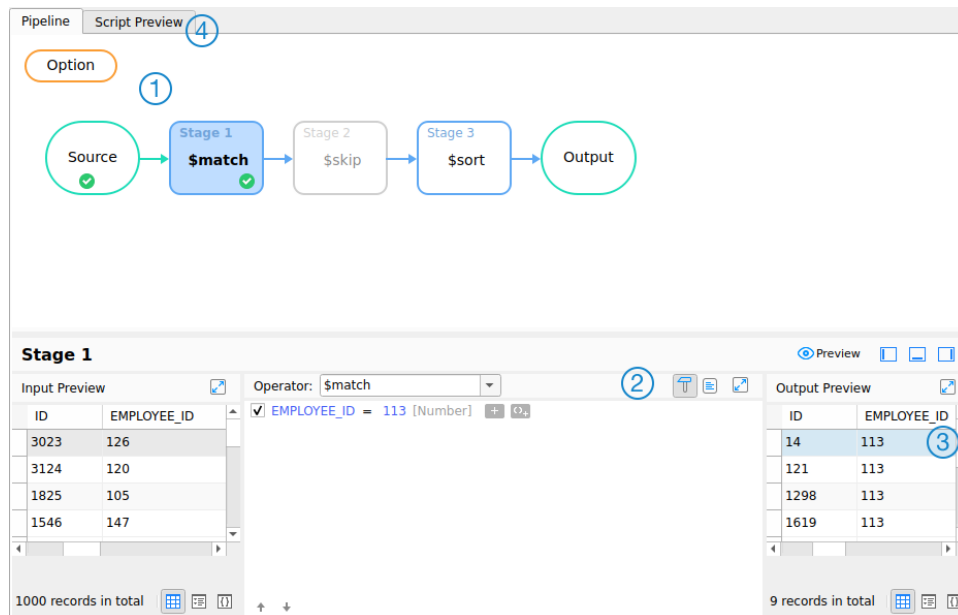 Pipeline Script Preview 4
Option
1
Stage 1 Stage 2 Stage 3
Source $match $skip $sort Output
Stage 1 Preview
Input Preview Operator: $match 2 Output Preview
ID EMPLOYEE_ID EMPLOYEE_ID = 113 [Number] ID EMPLOYEE_ID
3023 126 14 113 3
3124 120 121 113
1825 105 1298 113
1546 147 1619 113
1000 records in total 9 records in total